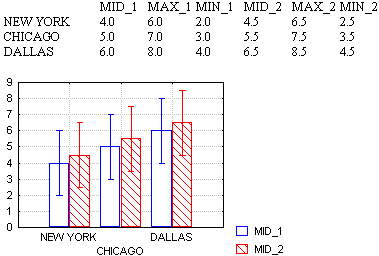 MID_1 MAX_1 MIN_1 MID_2 MAX_2 MIN_2
NEW YORK 4.0 6.0 2.0 4.5 6.5 2.5
CHICAGO 5.0 7.0 3.0 5.5 7.5 3.5
DALLAS 6.0 8.0 4.0 6.5 8.5 4.5
9
8
7
6
5
4
3
2
1
0
NEW YORK DALLAS
CHICAGO
MID_1
MID_2